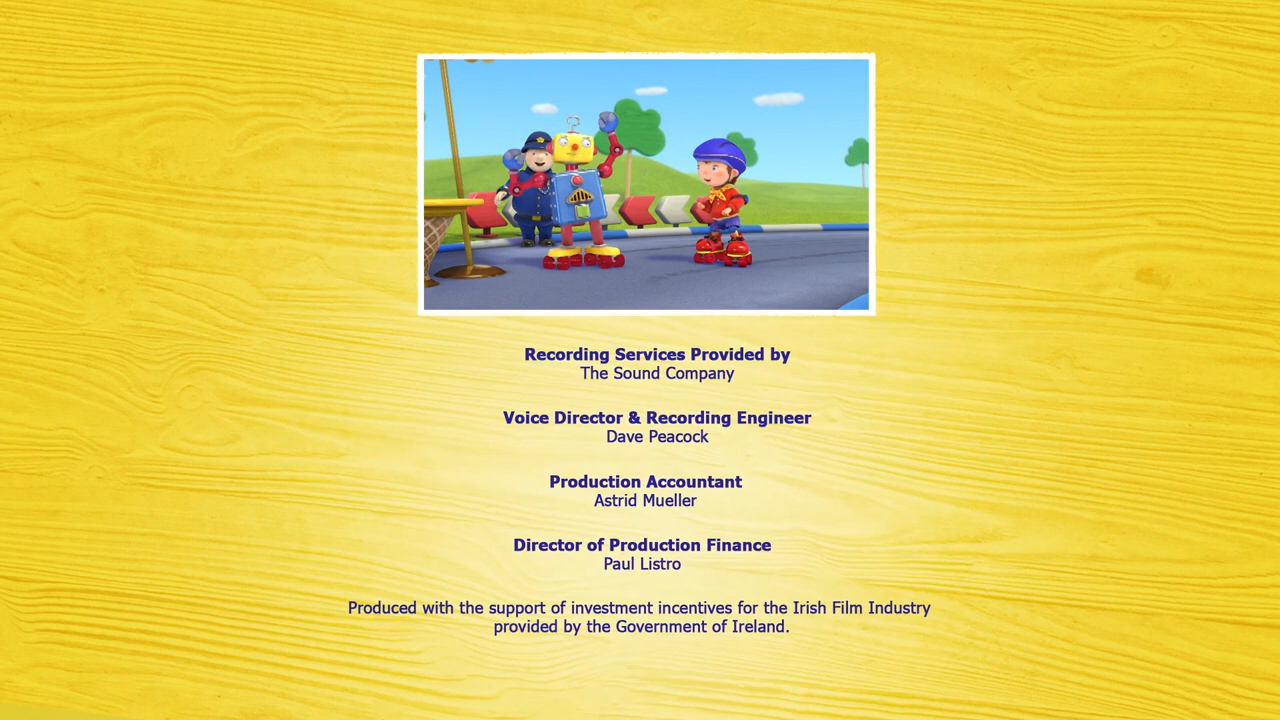 Recording Services Provided by
The Sound Company
Voice Director & Recording Engineer
Dave Peacock
Production Accountant
Astrid Mueller
Director of Production Finance
Paul Listro
Produced with the support of investment incentives for the Irish Film Industry
provided by the Government of Ireland.